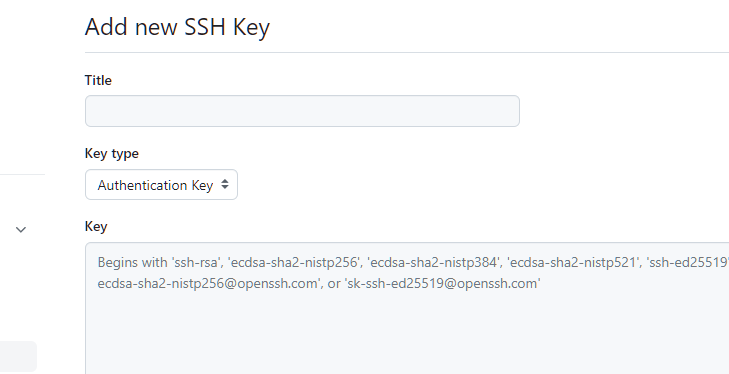 Add new SSH Key
Title
Key type
Authentication Key
Key
Begins with 'ssh-rsa', 'ecdsa-sha2-nistp256', 'ecdsa-sha2-nistp384', 'ecdsa-sha2-nistp521', 'ssh-ed25519'
ecdsa-sha2-nistp256@openssh.com', or 'sk-ssh-ed25519@openssh.com'